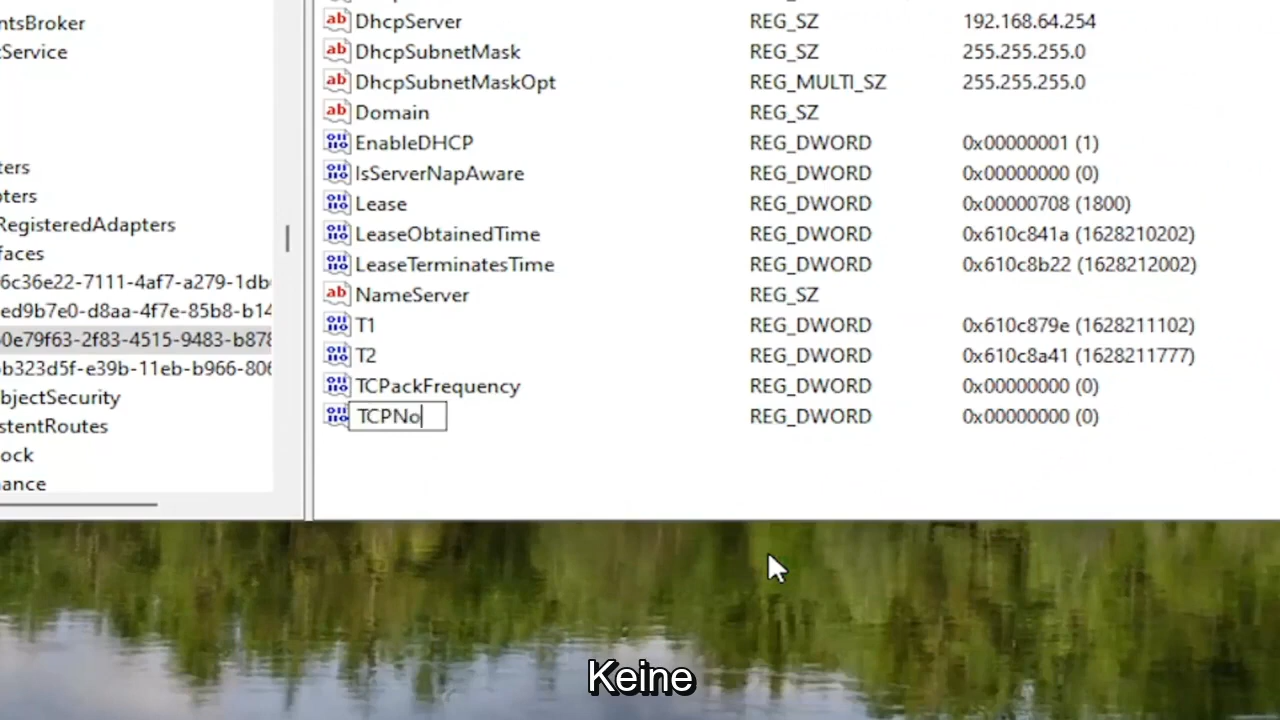 ntsBroker
tService
ters
oters
RegisteredAdapters
faces
6c36e22-7111-4af7-a279-1db
ed9b7e0-d8aa-4f7e-85b8-b14
0e79f63-2f83-4515-9483-b878
b323d5f-e39b-11eb-b966-806
bjectSecurity
stentRoutes
ock
ance
DhcpServer REG_SZ 192.168.64.254
DhcpSubnetMask REG_SZ 255.255.255.0
DhcpSubnetMaskOpt REG_MULTI_SZ 255.255.255.0
Domain REG_SZ
EnableDHCP REG_DWORD 0x00000001 (1)
IsServerNapAware REG_DWORD 0x00000000 (0)
Lease REG_DWORD 0x00000708 (1800)
LeaseObtainedTime REG_DWORD 0x610c841a (1628210202)
LeaseTerminatesTime REG_DWORD 0x610c8b22 (1628212002)
NameServer REG_SZ
T1 REG_DWORD 0x610c879e (1628211102)
T2 REG_DWORD 0x610c8a41 (1628211777)
TCPackFrequency REG_DWORD 0x00000000 (0)
TCPNo REG_DWORD 0x00000000 (0)
Keine